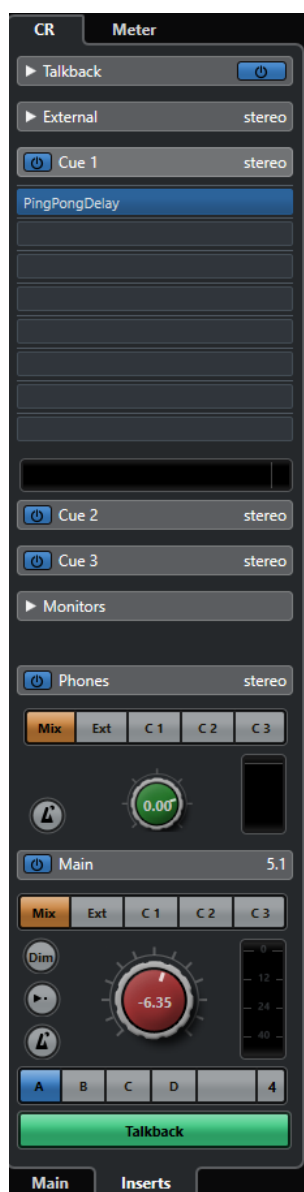 CR Meter
Talkback
External stereo
Cue 1 stereo
PingPongDelay
Cue 2 stereo
Cue 3 stereo
Monitors
Phones stereo
Mix Ext C 1 C 2 C 3
0.00
Main 5.1
Mix Ext C 1 C 2 C 3
Dim
-6.35
0
12
24
40
A B C D 4
Talkback
Main Inserts